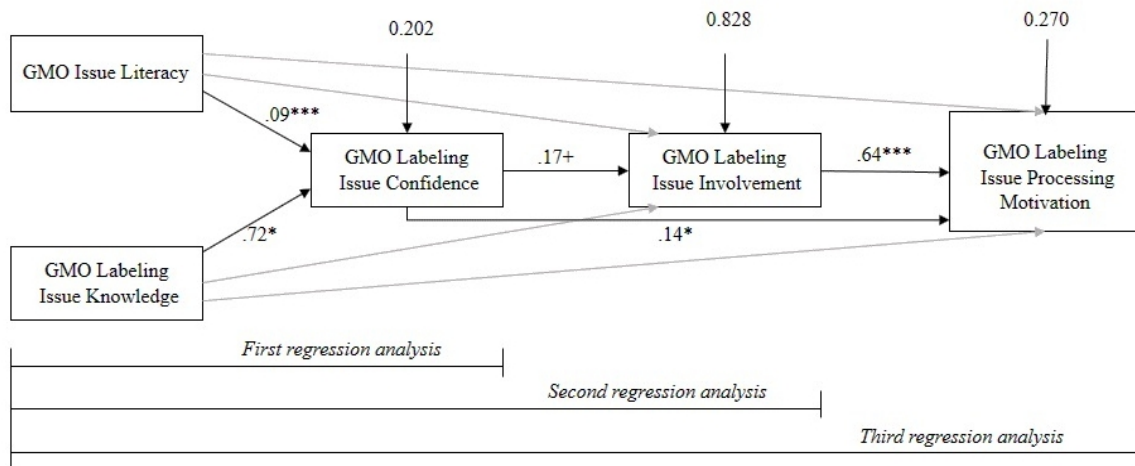 0.202
0.828
0.270
GMO Issue Literacy
.09***
GMO Labeling
Issue Confidence
.17+
GMO Labeling
Issue Involvement
.64***
GMO Labeling
Issue Processing
Motivation
.72*
.14*
GMO Labeling
Issue Knowledge
First regression analysis
Second regression analysis
Third regression analysis